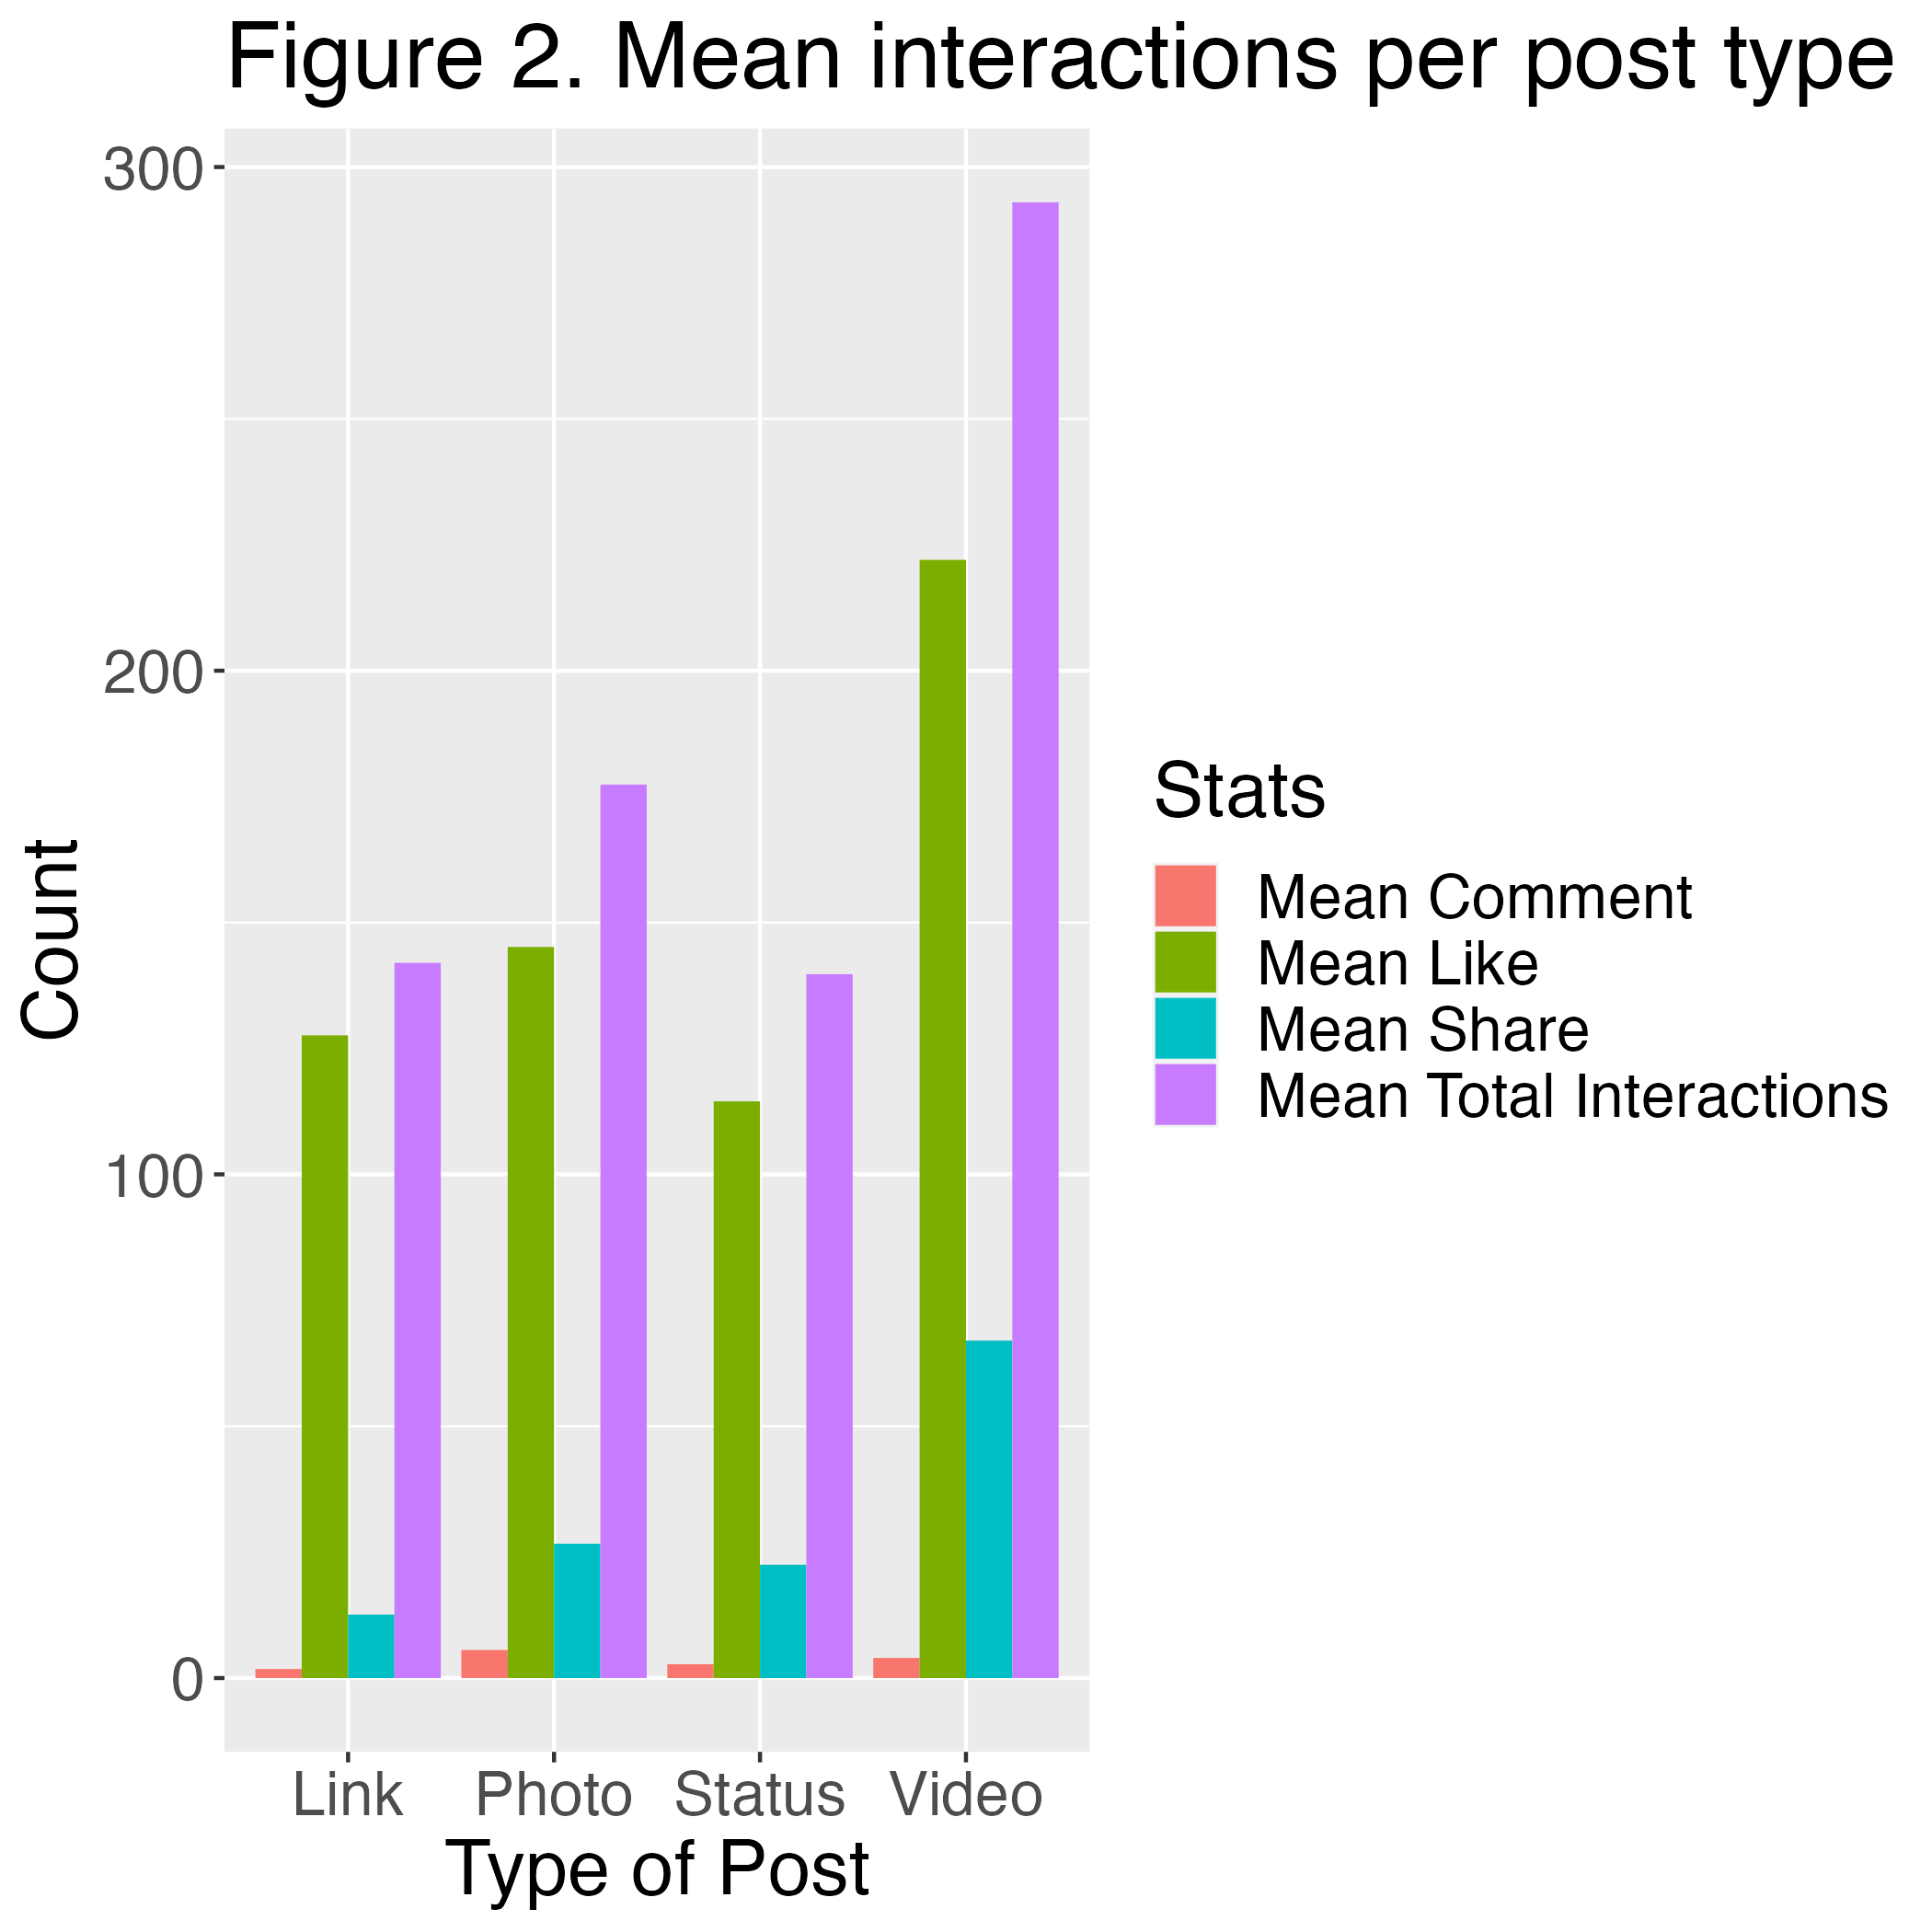 Figure 2. Mean interactions per post type
300
200
100
0
Count
Link Photo Status Video
Type of Post
Stats
Mean Comment
Mean Like
Mean Share
Mean Total Interactions